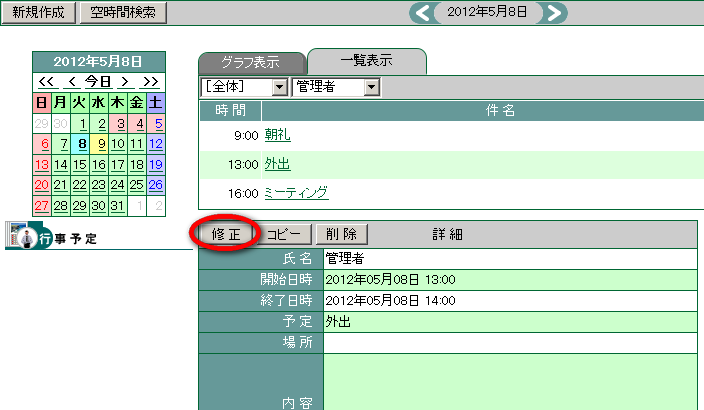 新規作成 空時間検索 2012年5月8日
2012年5月8日
<< < 今日 > >>
日 月 火 水 木 金 土
29 30 1 2 3 4 5
6 7 8 9 10 11 12
13 14 15 16 17 18 19
20 21 22 23 24 25 26
27 28 29 30 31 1 2
行事予定
グラフ表示 一覧表示
[全体] 管理者
時間 件名
9:00 朝礼
13:00 外出
16:00 ミーティング
修正 コピー 削除 詳細
氏名 管理者
開始日時 2012年05月08日 13:00
終了日時 2012年05月08日 14:00
予定 外出
場所
内容